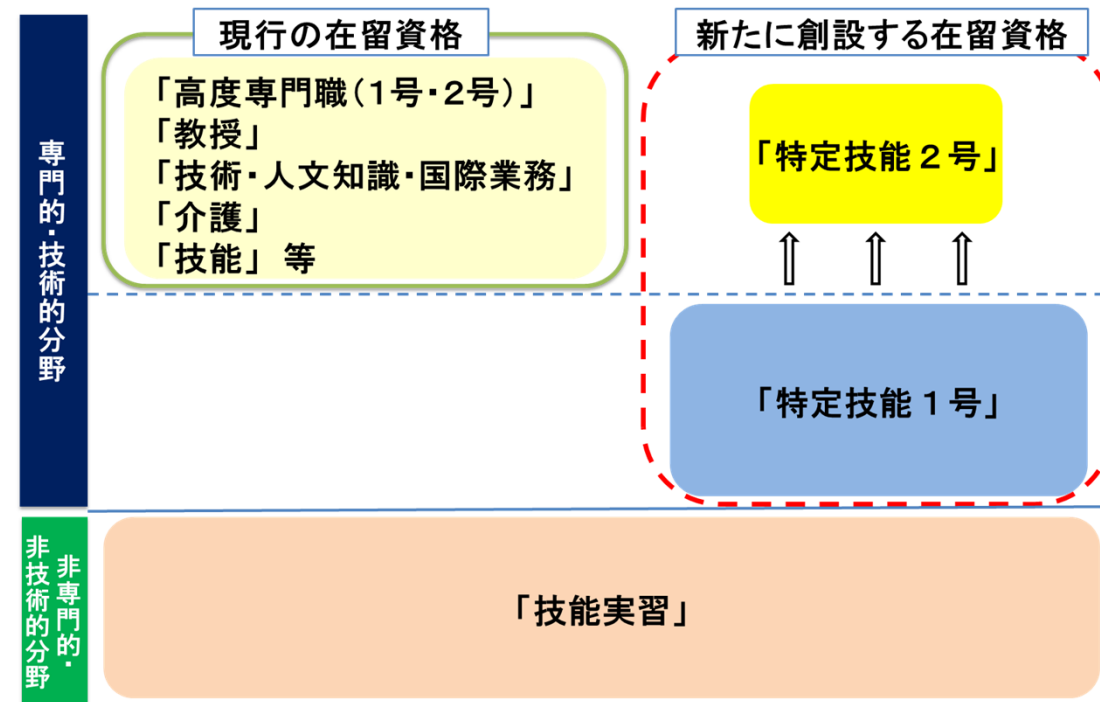 現行の在留資格
新たに創設する在留資格
専門的・技術的分野
「高度専門職(1号・2号)」
「教授」
「技術・人文知識・国際業務」
「介護」
「技能」 等
「特定技能2号」
「特定技能1号」
非専門的・
非技術的分野
「技能実習」